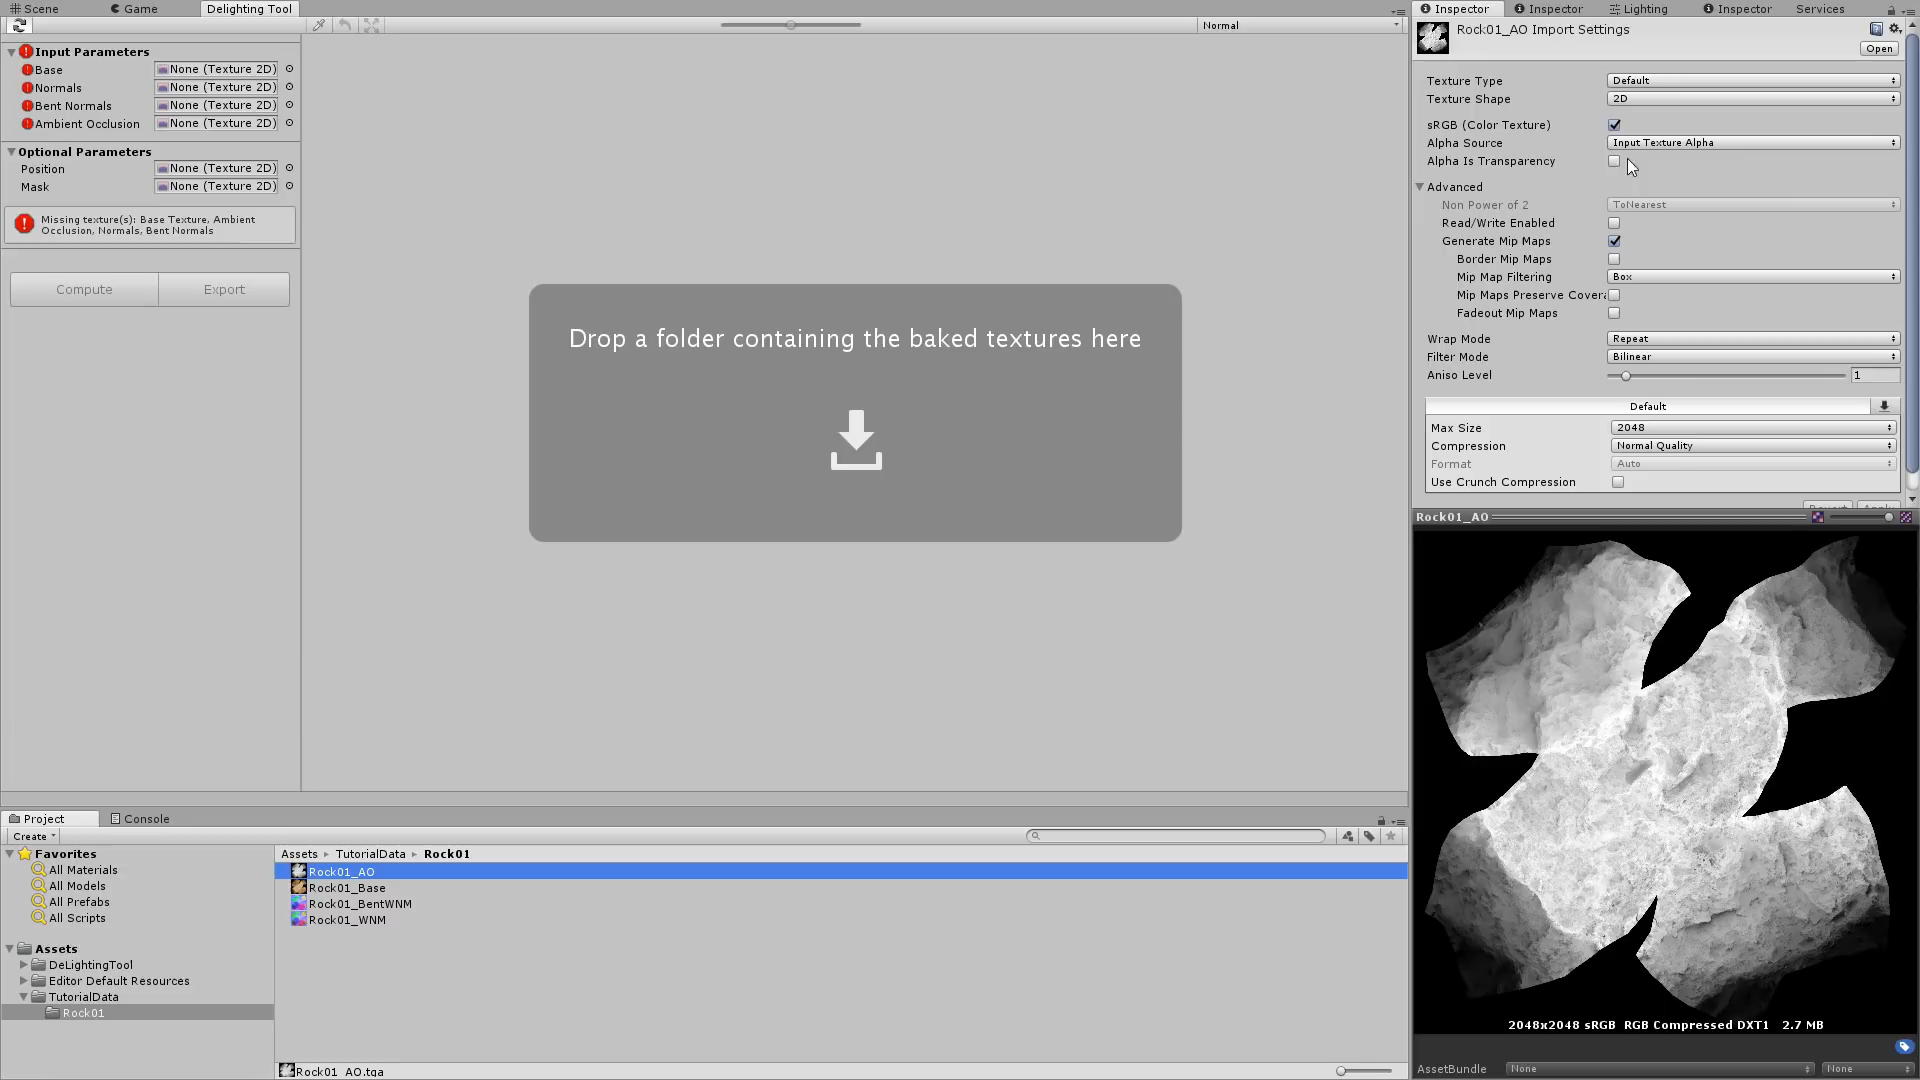 Scene
Game
Delighting Tool
Normal
Input Parameters
Base
None (Texture 2D)
Normals
None (Texture 2D)
Bent Normals
None (Texture 2D)
Ambient Occlusion
None (Texture 2D)
Optional Parameters
Position
None (Texture 2D)
Mask
None (Texture 2D)
Missing texture(s): Base Texture, Ambient
Occlusion, Normals, Bent Normals
Compute
Export
Drop a folder containing the baked textures here
Inspector
Inspector
Lighting
Inspector
Services
Rock01_AO Import Settings
Open
Texture Type
Default
Texture Shape
2D
sRGB (Color Texture)
Alpha Source
Input Texture Alpha
Alpha Is Transparency
Advanced
Non Power of 2
ToNearest
Read/Write Enabled
Generate Mip Maps
Border Mip Maps
Mip Map Filtering
Box
Mip Maps Preserve Covera
Fadeout Mip Maps
Wrap Mode
Repeat
Filter Mode
Bilinear
Aniso Level
1
Default
Max Size
2048
Compression
Normal Quality
Format
Auto
Use Crunch Compression
Rock01_AO
2048x2048 sRGB RGB Compressed DXT1 2.7 MB
AssetBundle
None
None
Project
Console
Create
Favorites
All Materials
All Models
All Prefabs
All Scripts
Assets
DeLightingTool
Editor Default Resources
TutorialData
Rock01
Assets
TutorialData
Rock01
Rock01_AO
Rock01_Base
Rock01_BentWNM
Rock01_WNM
Rock01_AO.tga